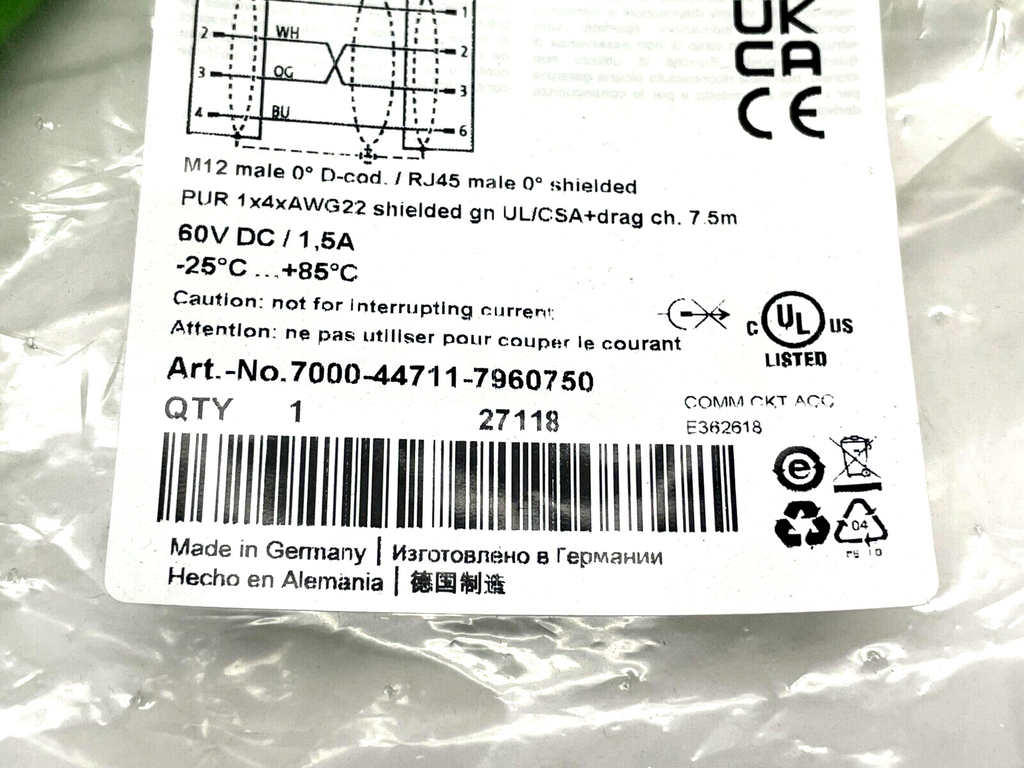 1
2 WH 2
3 OG 3
4 BU 6
UK
CA
CE
M12 male 0° D-cod. / RJ45 male 0° shielded
PUR 1x4xAWG22 shielded gn UL/CSA+drag ch. 7.5m
60V DC / 1,5A
-25°C ...+85°C
Caution: not for interrupting current
Attention: ne pas utiliser pour couper le courant
C UL US
LISTED
Art.-No. 7000-44711-7960750
QTY 1 27118
COMM CKT ACC
E362618
e
04
Made in Germany | Изготовлено в Германии
Hecho en Alemania | 德国制造